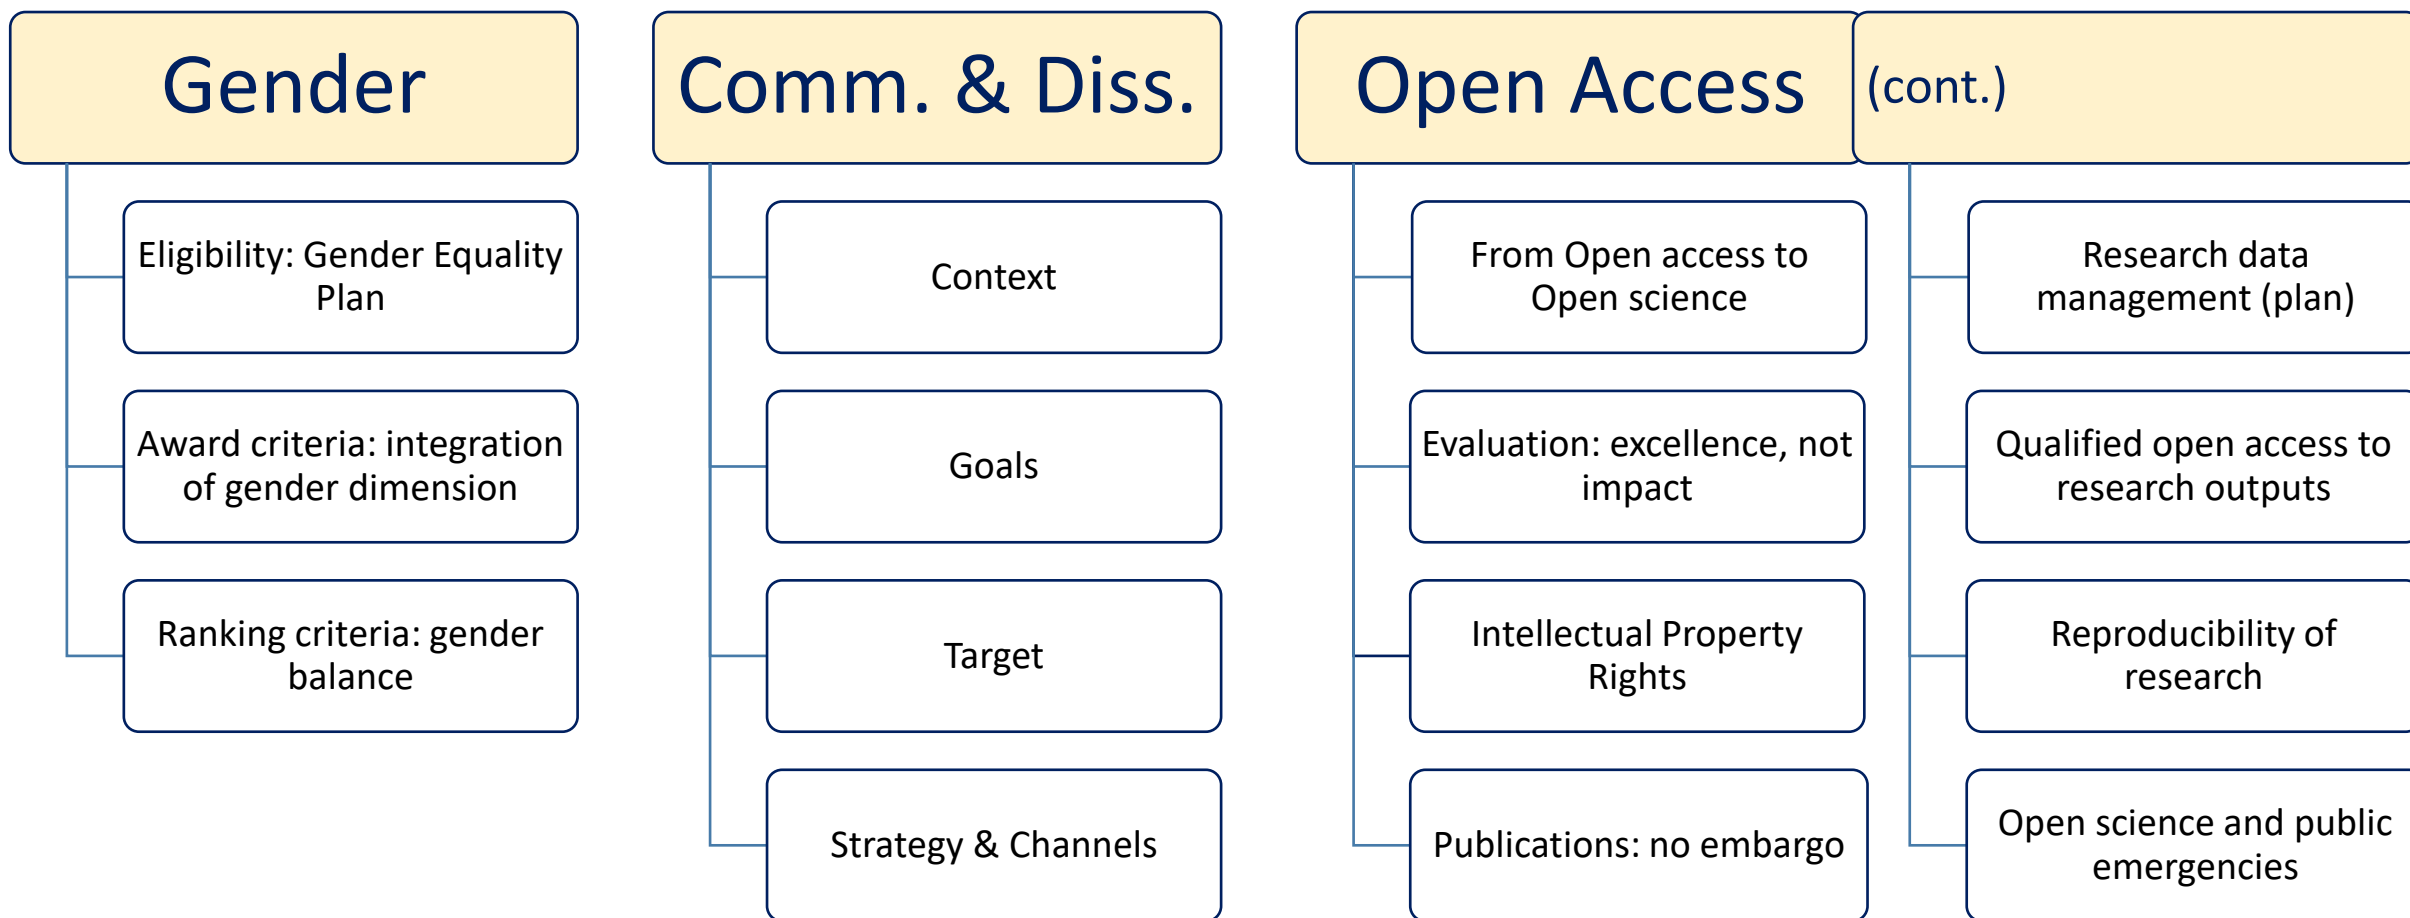 Gender
Eligibility: Gender Equality
Plan
Award criteria: integration
of gender dimension
Ranking criteria: gender
balance
Comm. & Diss.
Context
Goals
Target
Strategy & Channels
Open Access
From Open access to
Open science
Evaluation: excellence, not
impact
Intellectual Property
Rights
Publications: no embargo
(cont.)
Research data
management (plan)
Qualified open access to
research outputs
Reproducibility of
research
Open science and public
emergencies